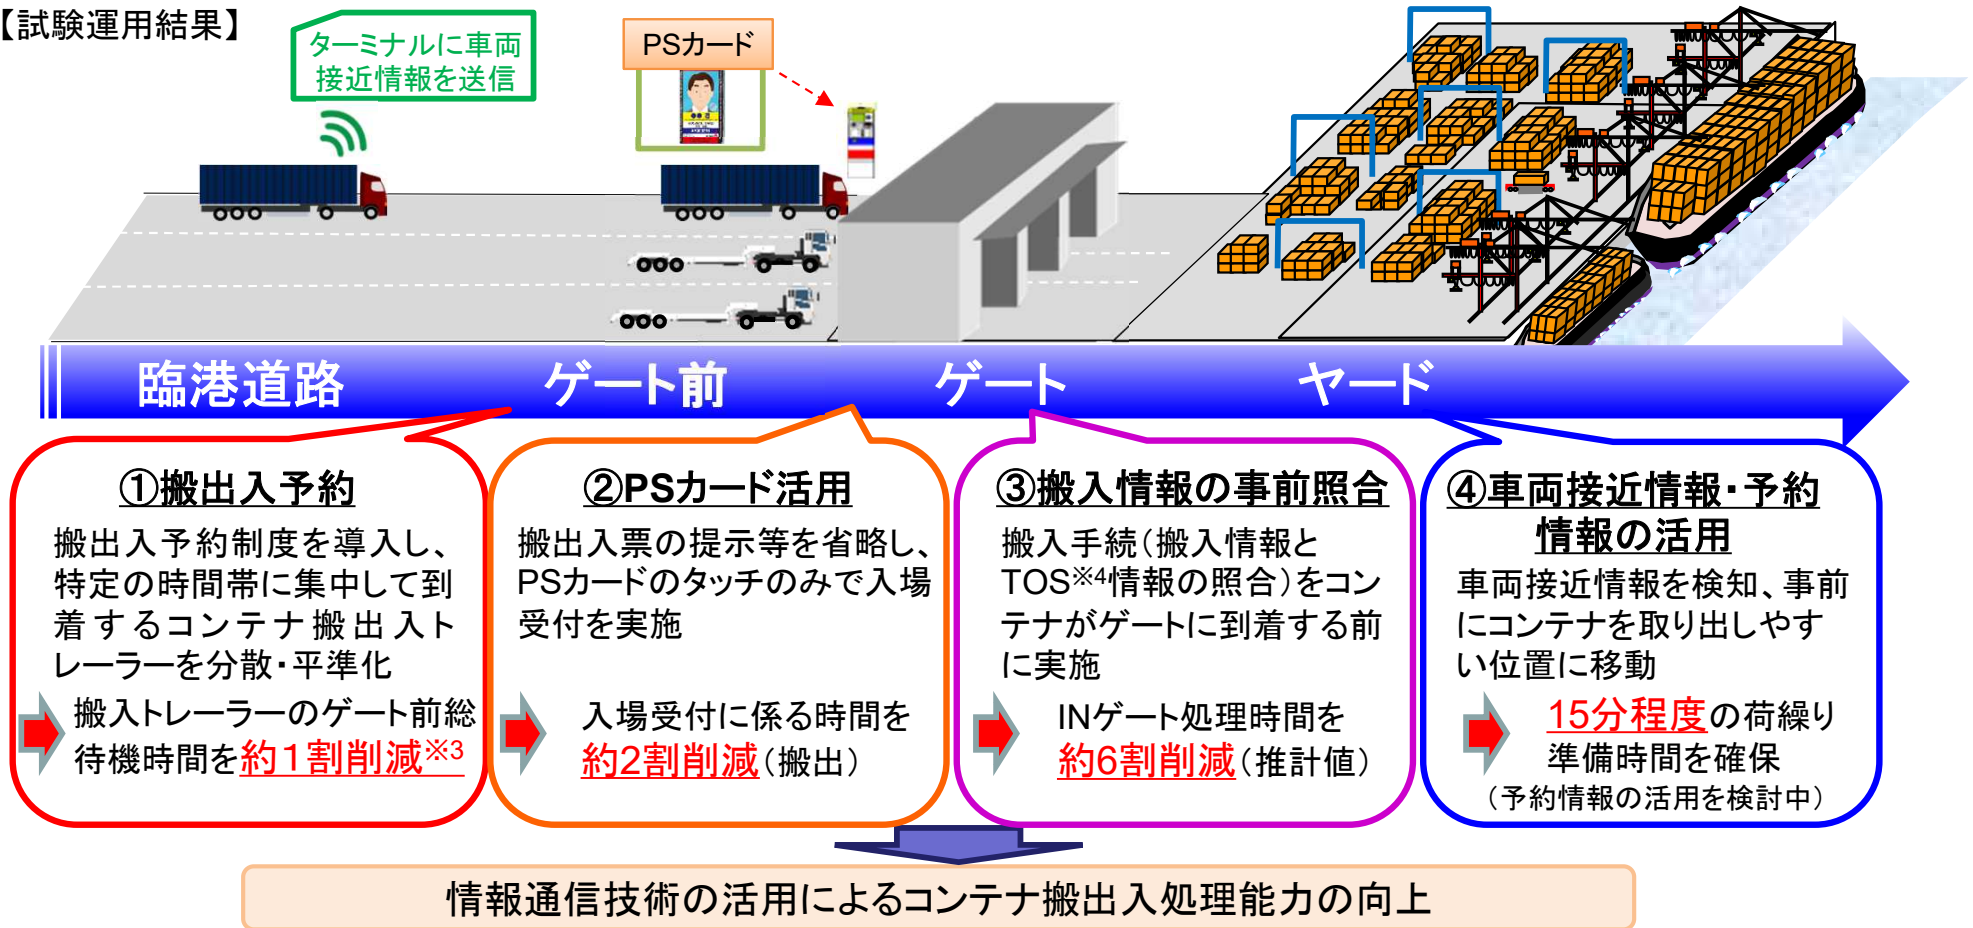 【試験運用結果】
ターミナルに車両
接近情報を送信
PSカード
臨港道路
ゲート前
ゲート
ヤード
①搬出入予約
搬出入予約制度を導入し、
特定の時間帯に集中して到
着するコンテナ搬出入ト
レーラーを分散・平準化
搬入トレーラーのゲート前総
待機時間を約1割削減※3
②PSカード活用
搬出入票の提示等を省略し、
PSカードのタッチのみで入場
受付を実施
入場受付に係る時間を
約2割削減(搬出)
③搬入情報の事前照合
搬入手続(搬入情報と
TOS※4情報の照合)をコン
テナがゲートに到着する前
に実施
INゲート処理時間を
約6割削減(推計値)
④車両接近情報・予約
情報の活用
車両接近情報を検知、事前
にコンテナを取り出しやす
い位置に移動
15分程度の荷繰り
準備時間を確保
(予約情報の活用を検討中)
情報通信技術の活用によるコンテナ搬出入処理能力の向上